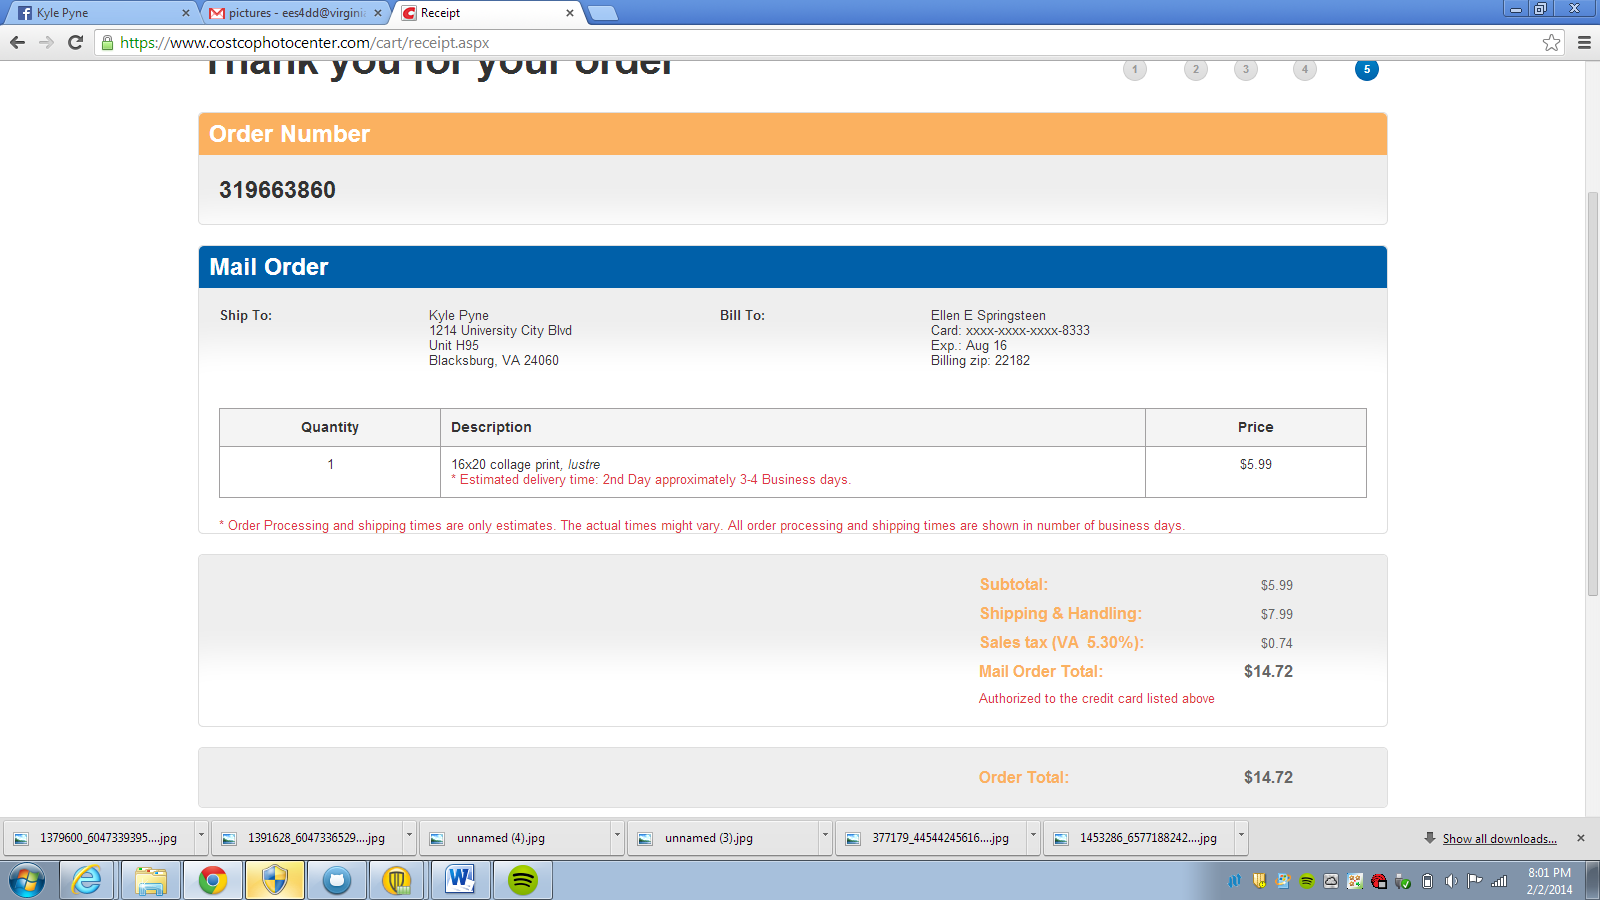 Kyle Pyne
pictures - ees4dd@virginia
Receipt
https://www.costcophotocenter.com/cart/receipt.aspx
Thank you for your order
1 2 3 4 5
Order Number
319663860
Mail Order
Ship To:
Kyle Pyne
1214 University City Blvd
Unit H95
Blacksburg, VA 24060
Bill To:
Ellen E Springsteen
Card: xxxx-xxxx-xxxx-8333
Exp.: Aug 16
Billing zip: 22182
Quantity Description Price
1 16x20 collage print, lustre $5.99
* Estimated delivery time: 2nd Day approximately 3-4 Business days.
* Order Processing and shipping times are only estimates. The actual times might vary. All order processing and shipping times are shown in number of business days.
Subtotal: $5.99
Shipping & Handling: $7.99
Sales tax (VA 5.30%): $0.74
Mail Order Total: $14.72
Authorized to the credit card listed above
Order Total: $14.72
1379600_6047339395....jpg
1391628_6047336529....jpg
unnamed (4).jpg
unnamed (3).jpg
377179_44544245616....jpg
1453286_6577188242....jpg
Show all downloads...
8:01 PM
2/2/2014